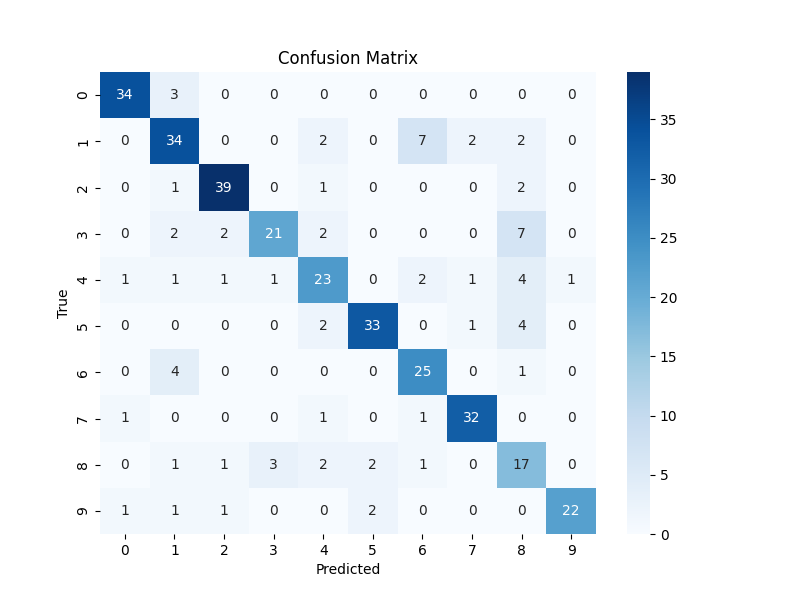 Confusion Matrix
0 34 3 0 0 0 0 0 0 0 0
1 0 34 0 0 2 0 7 2 2 0
2 0 1 39 0 1 0 0 0 2 0
3 0 2 2 21 2 0 0 0 7 0
4 1 1 1 1 23 0 2 1 4 1
5 0 0 0 0 2 33 0 1 4 0
6 0 4 0 0 0 0 25 0 1 0
7 1 0 0 0 1 0 1 32 0 0
8 0 1 1 3 2 2 1 0 17 0
9 1 1 1 0 0 2 0 0 0 22
0 1 2 3 4 5 6 7 8 9
Predicted
True
35
30
25
20
15
10
5
0